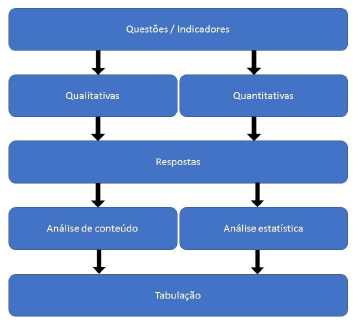 Questões / Indicadores
Qualitativas
Quantitativas
Respostas
Análise de conteúdo
Análise estatística
Tabulação